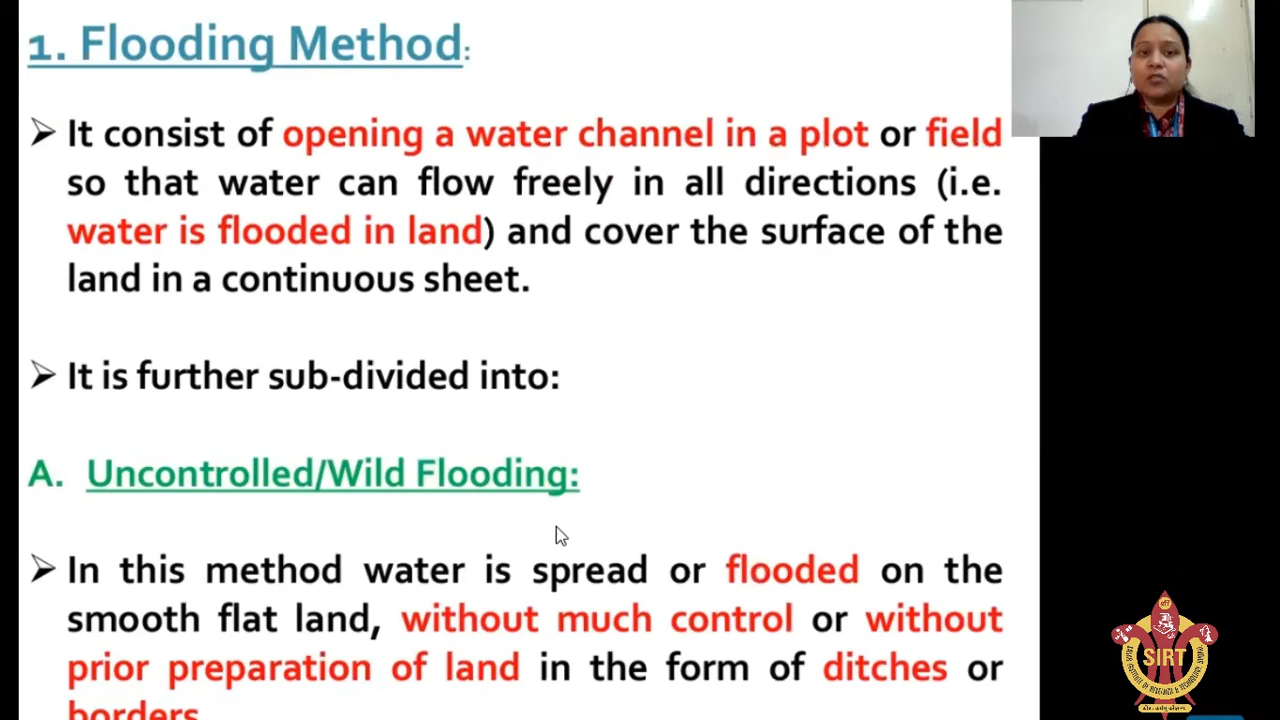 1. Flooding Method:
➤ It consist of opening a water channel in a plot or field
so that water can flow freely in all directions (i.e.
water is flooded in land) and cover the surface of the
land in a continuous sheet.
➤ It is further sub-divided into:
A. Uncontrolled/Wild Flooding:
➤ In this method water is spread or flooded on the
smooth flat land, without much control or without
prior preparation of land in the form of ditches or
borders
SIRT